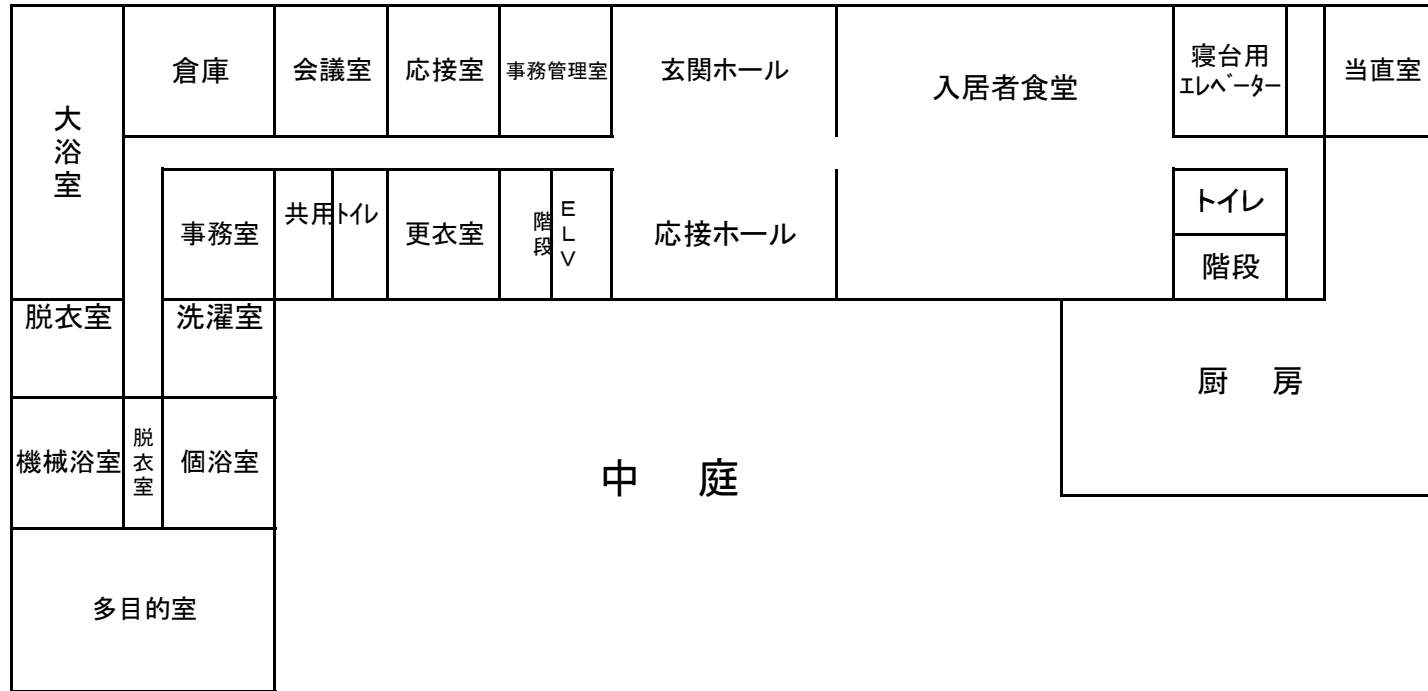 倉庫
会議室
応接室
事務管理室
玄関ホール
入居者食堂
寝台用
エレベーター
当直室
大浴室
事務室
共用トイレ
更衣室
階段
ELV
応接ホール
トイレ
階段
脱衣室
洗濯室
厨 房
機械浴室
脱衣室
個浴室
中 庭
多目的室